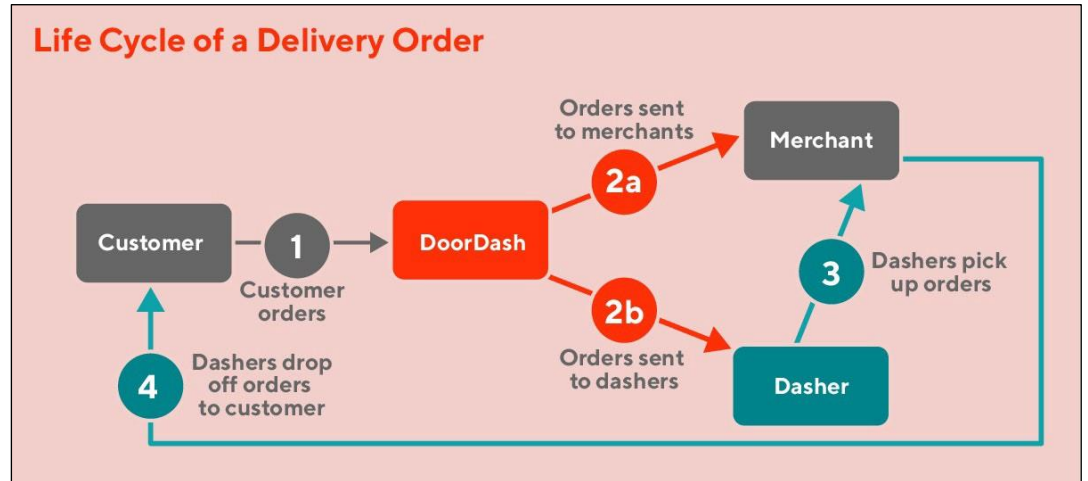 Life Cycle of a Delivery Order
Customer
1
Customer
orders
DoorDash
2a
Orders sent
to merchants
Merchant
2b
Orders sent
to dashers
Dasher
3
Dashers pick
up orders
4
Dashers drop
off orders
to customer